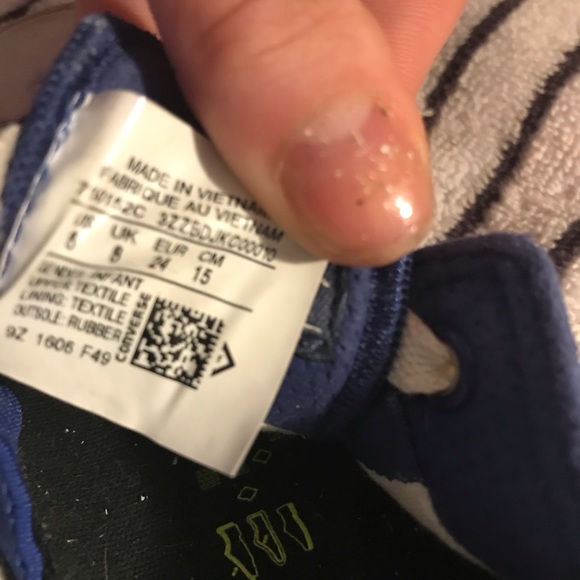 MADE IN VIETNAM
FABRIQUE AU VIETNAM
3ZZSDJKC00010
US UK EUR CM
8 8 24 15
GENDER: INFANT
UPPER: TEXTILE
LINING: TEXTILE
OUTSOLE: RUBBER
9Z 1606 F49
CONVERSE